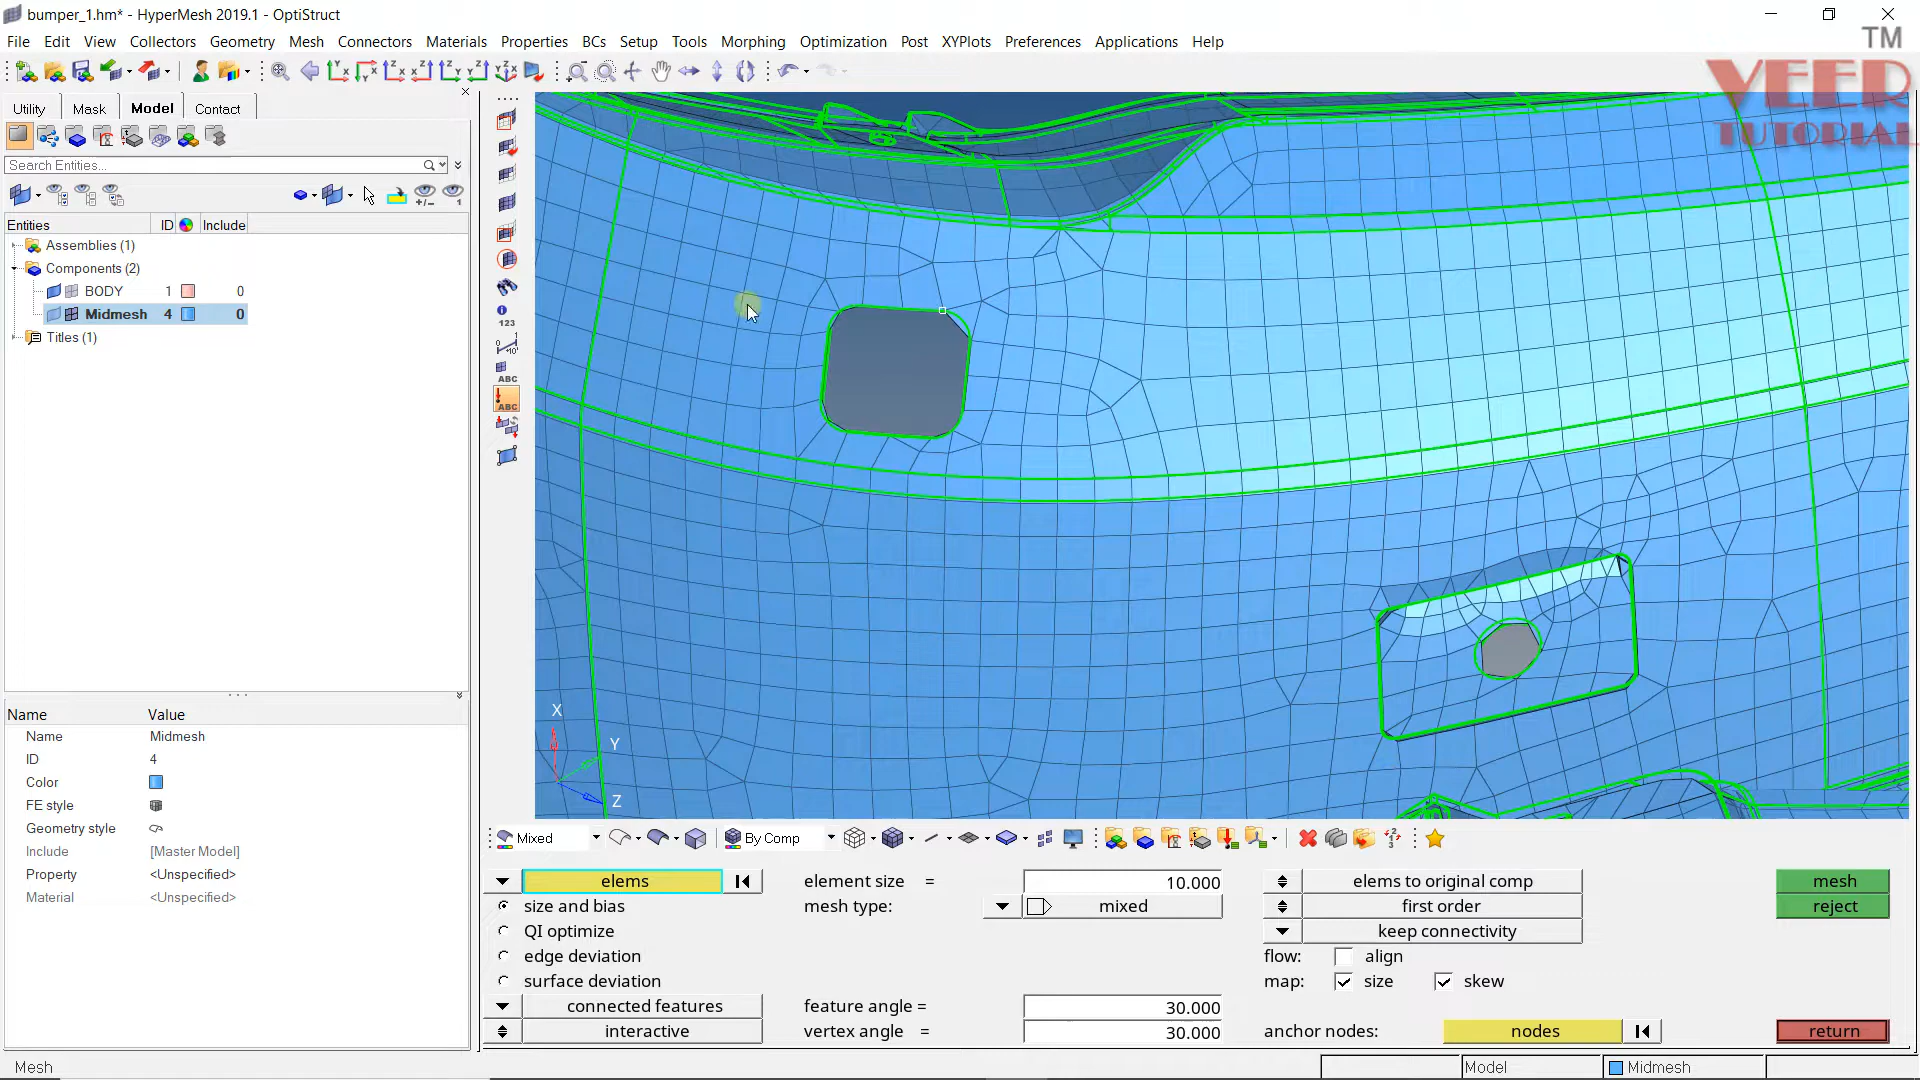 bumper_1.hm* - HyperMesh 2019.1 - OptiStruct
TM
File Edit View Collectors Geometry Mesh Connectors Materials Properties BCs Setup Tools Morphing Optimization Post XYPlots Preferences Applications Help
VEER
TUTORIAL
Utility Mask Model Contact
Search Entities...
Entities ID Include
Assemblies (1)
Components (2)
BODY 1 0
Midmesh 4 0
Titles (1)
123
ABC
ABC
Name Value
Name Midmesh
ID 4
Color
FE style
Geometry style
Include [Master Model]
Property <Unspecified>
Material <Unspecified>
X
Y
Z
Mixed By Comp
elems element size = 10.000 elems to original comp mesh
size and bias mesh type: mixed first order reject
QI optimize keep connectivity
edge deviation flow: align
surface deviation map: size skew
connected features feature angle = 30.000
interactive vertex angle = 30.000 anchor nodes: nodes return
Mesh Model Midmesh